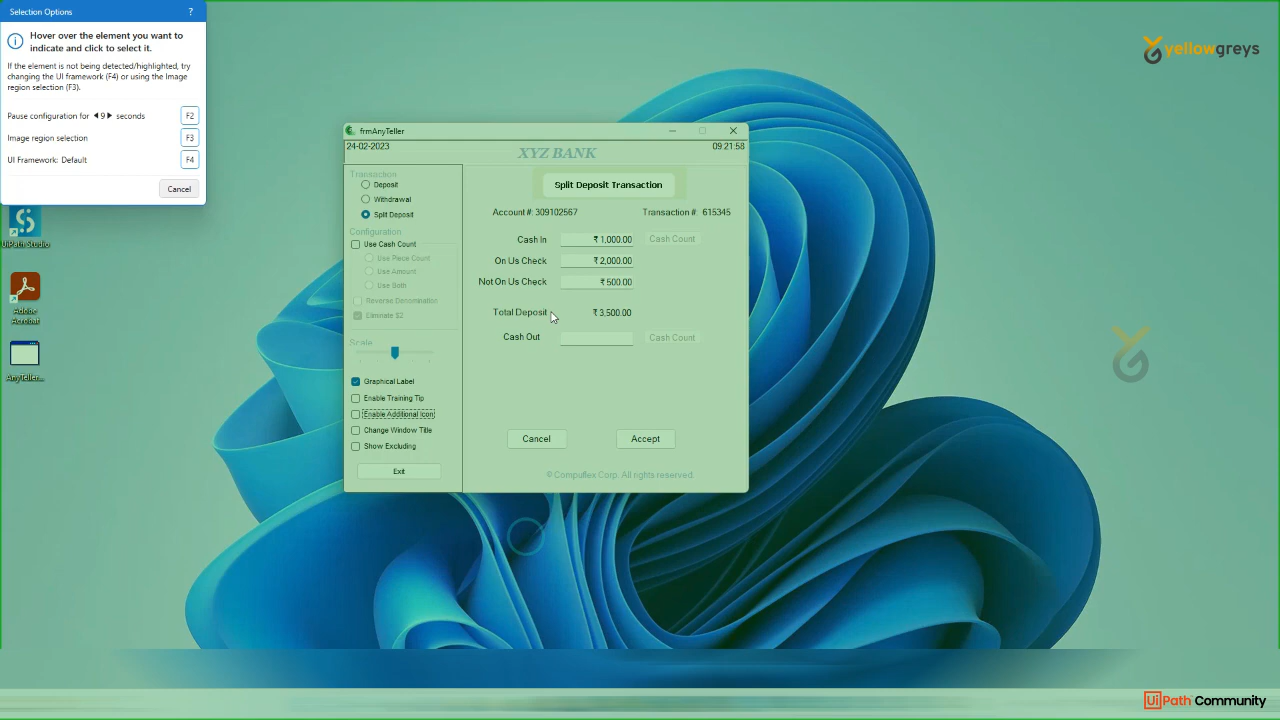 Selection Options ?
Hover over the element you want to
indicate and click to select it.
If the element is not being detected/highlighted, try
changing the UI framework (F4) or using the Image
region selection (F3).
Pause configuration for 9 seconds F2
Image region selection F3
UI Framework: Default F4
Cancel
yellowgreys
UiPath Studio
Adobe
Acrobat
AnyTeller...
frmAnyTeller
24-02-2023
XYZ BANK
09:21:58
Transaction
Deposit
Withdrawal
Split Deposit
Configuration
Use Cash Count
Use Piece Count
Use Amount
Use Both
Reverse Denomination
Eliminate $2
Scale
Graphical Label
Enable Training Tip
Enable Additional Icon
Change Window Title
Show Excluding
Exit
Split Deposit Transaction
Account #: 309102567 Transaction #: 615345
Cash In ₹ 1,000.00 Cash Count
On Us Check ₹ 2,000.00
Not On Us Check ₹ 500.00
Total Deposit ₹ 3,500.00
Cash Out Cash Count
Cancel Accept
© Compuflex Corp. All rights reserved.
UiPath Community